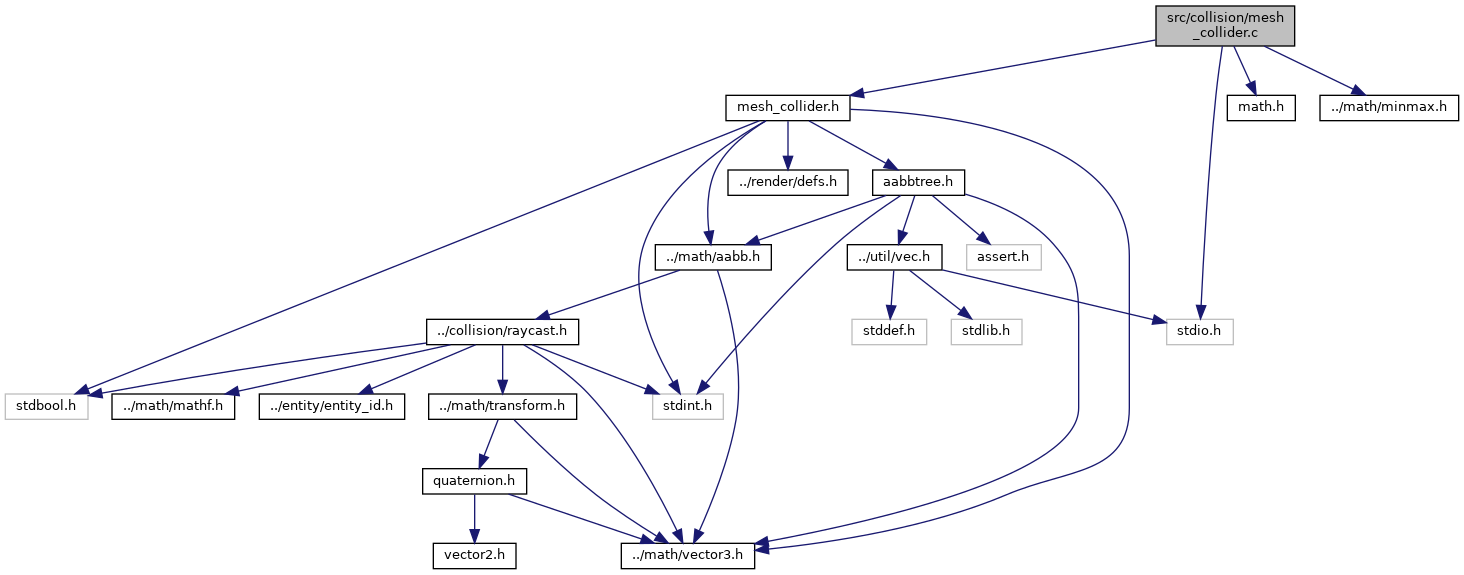 src/collision/mesh
_collider.c
mesh_collider.h
math.h
../math/minmax.h
../render/defs.h
aabbtree.h
../math/aabb.h
../util/vec.h
assert.h
../collision/raycast.h
stddef.h
stdlib.h
stdio.h
stdbool.h
../math/mathf.h
../entity/entity_id.h
../math/transform.h
stdint.h
quaternion.h
vector2.h
../math/vector3.h